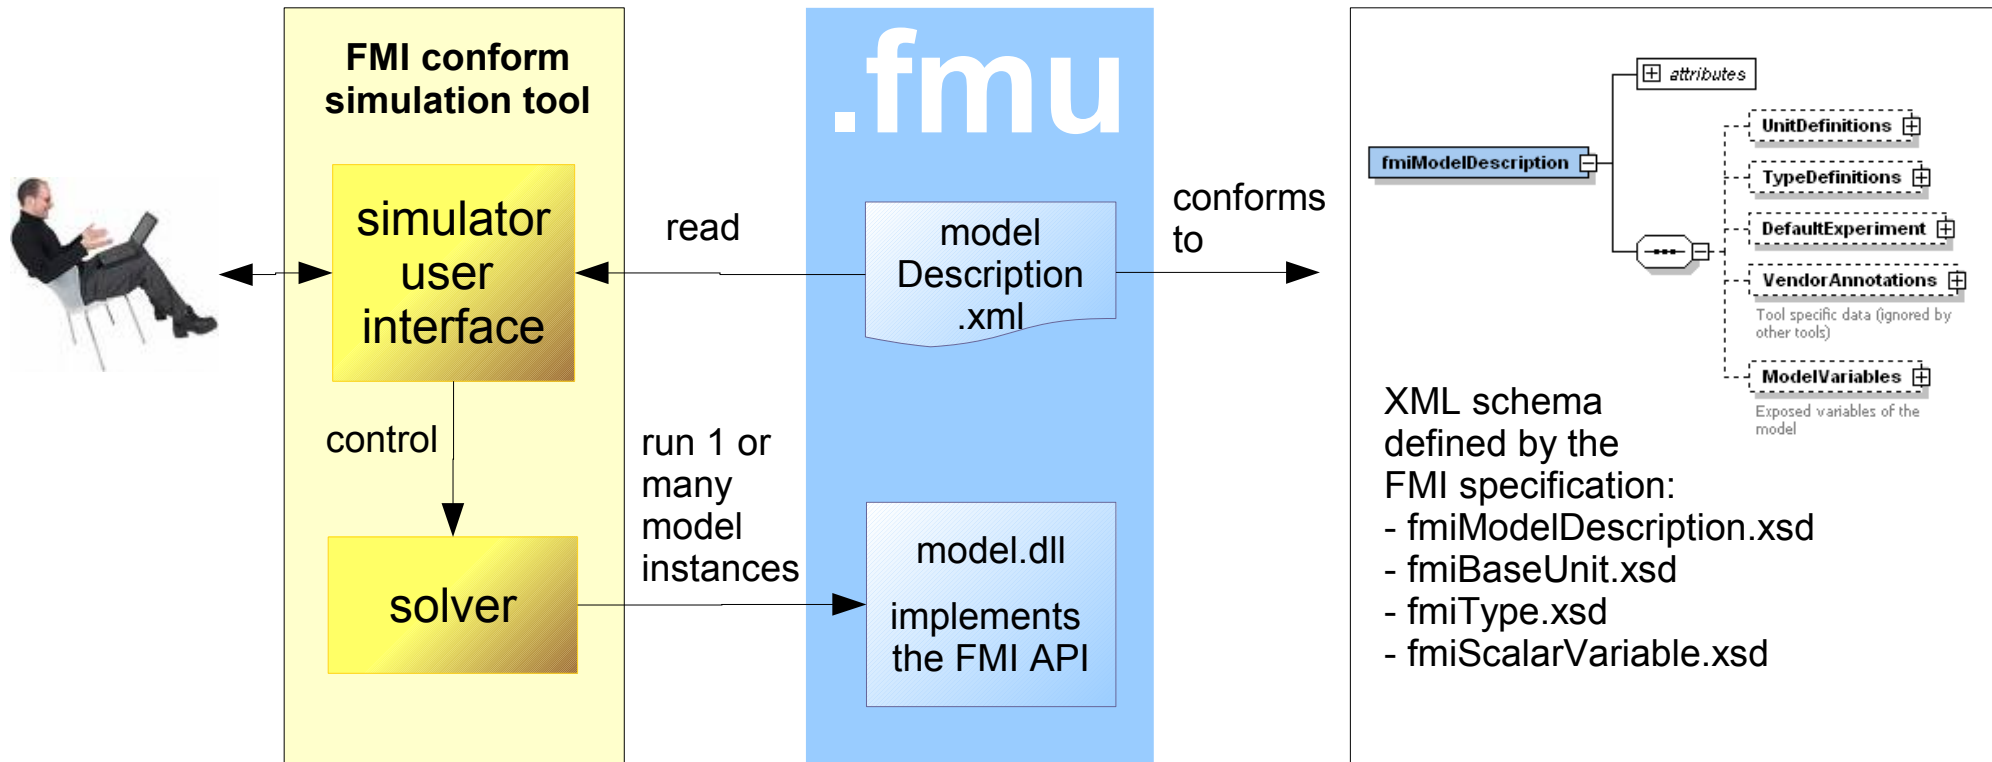 FMI conform
simulation tool
simulator
user
interface
control
solver
read
run 1 or
many
model
instances
.fmu
model
Description
.xml
model.dll
implements
the FMI API
conforms
to
attributes
fmiModelDescription
UnitDefinitions
TypeDefinitions
DefaultExperiment
VendorAnnotations
Tool specific data (ignored by
other tools)
ModelVariables
Exposed variables of the
model
XML schema
defined by the
FMI specification:
- fmiModelDescription.xsd
- fmiBaseUnit.xsd
- fmiType.xsd
- fmiScalarVariable.xsd